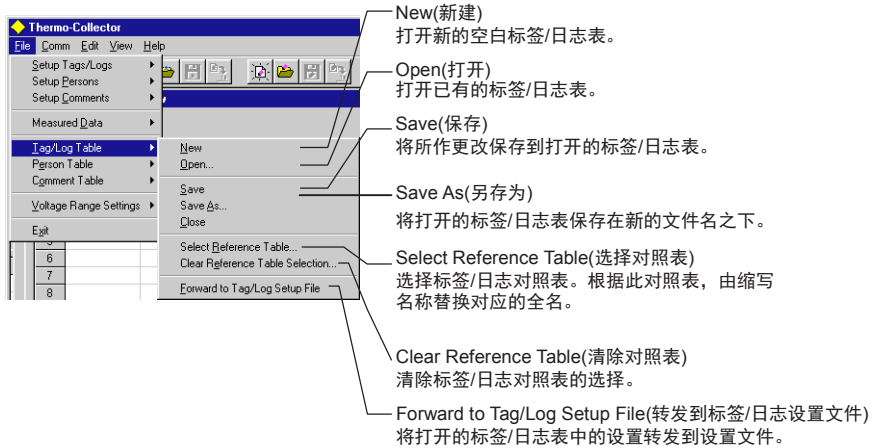 Thermo-Collector
File Comm Edit View Help
Setup Tags/Logs
Setup Persons
Setup Comments
Measured Data
Tag/Log Table
Person Table
Comment Table
Voltage Range Settings
Exit
6
7
8
New
Open...
Save
Save As...
Close
Select Reference Table...
Clear Reference Table Selection...
Forward to Tag/Log Setup File
New(新建)
打开新的空白标签/日志表。
Open(打开)
打开已有的标签/日志表。
Save(保存)
将所作更改保存到打开的标签/日志表。
Save As(另存为)
将打开的标签/日志表保存在新的文件名之下。
Select Reference Table(选择对照表)
选择标签/日志对照表。根据此对照表，由缩写
名称替换对应的全名。
Clear Reference Table(清除对照表)
清除标签/日志对照表的选择。
Forward to Tag/Log Setup File(转发到标签/日志设置文件)
将打开的标签/日志表中的设置转发到设置文件。